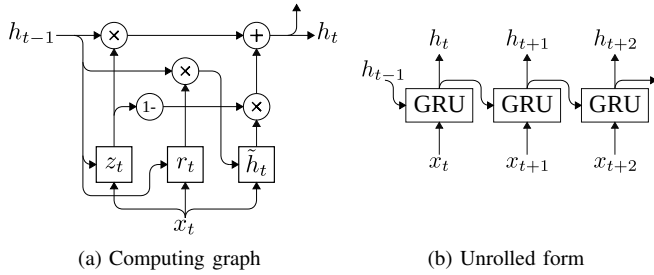 h_{t-1} × + h_t
×
1- ×
z_t r_t h̃_t
x_t
(a) Computing graph
h_t h_{t+1} h_{t+2}
h_{t-1}
GRU GRU GRU
x_t x_{t+1} x_{t+2}
(b) Unrolled form